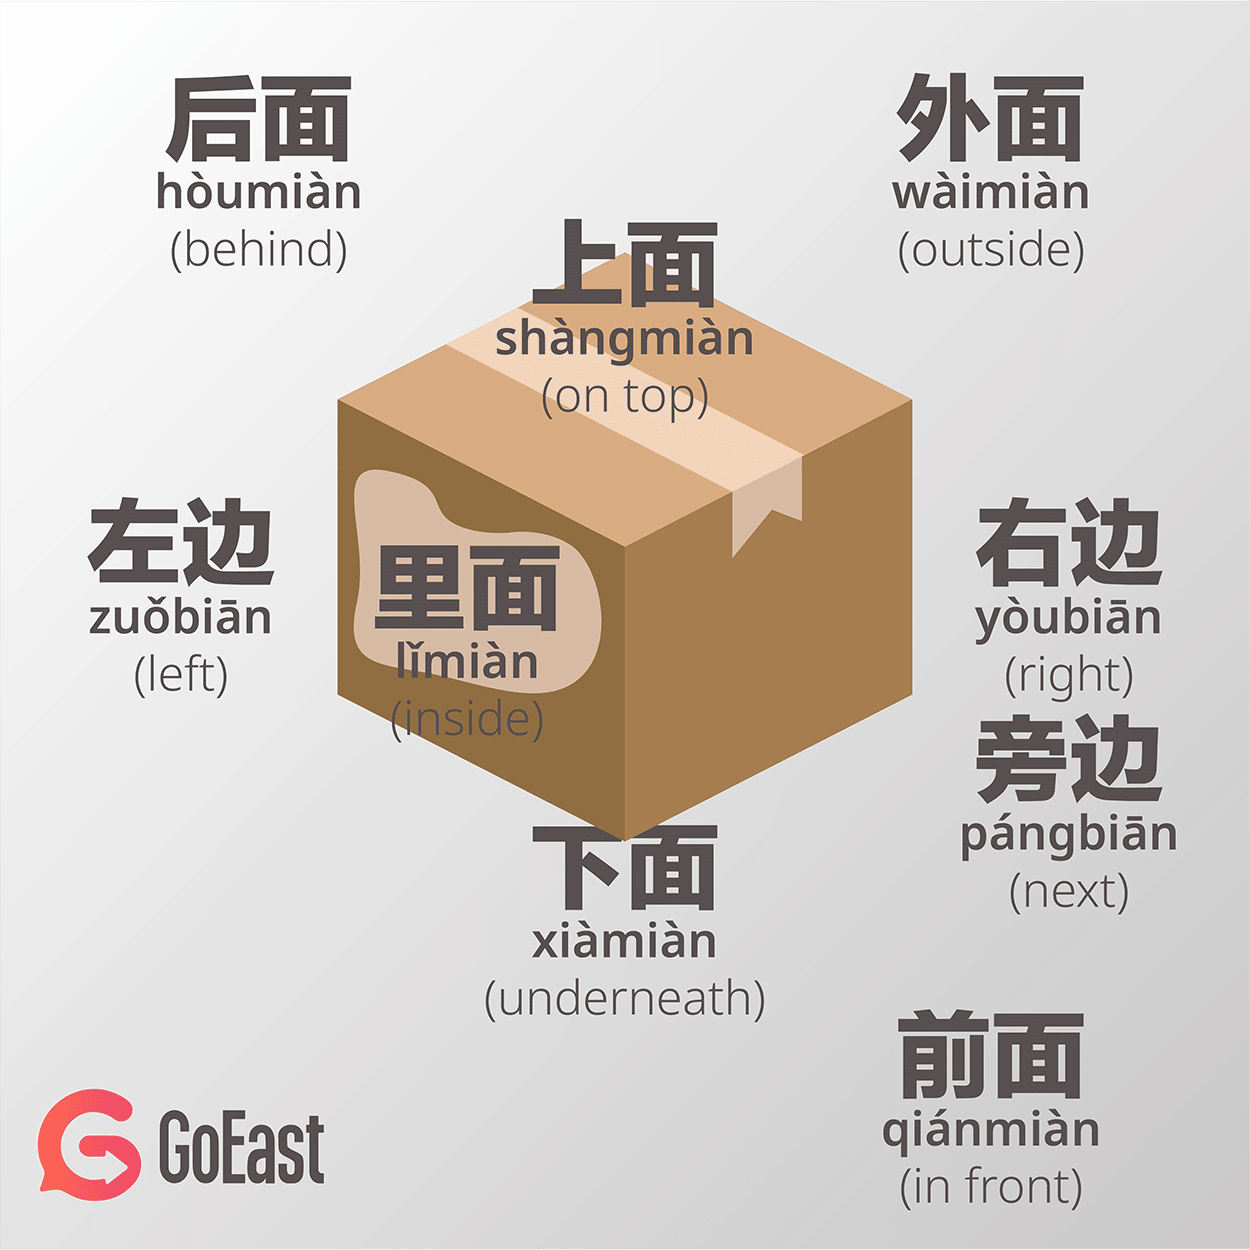 后面
hòumiàn
(behind)
外面
wàimiàn
(outside)
上面
shàngmiàn
(on top)
左边
zuǒbiān
(left)
里面
lǐmiàn
(inside)
右边
yòubiān
(right)
旁边
pángbiān
(next)
下面
xiàmiàn
(underneath)
前面
qiánmiàn
(in front)
GoEast